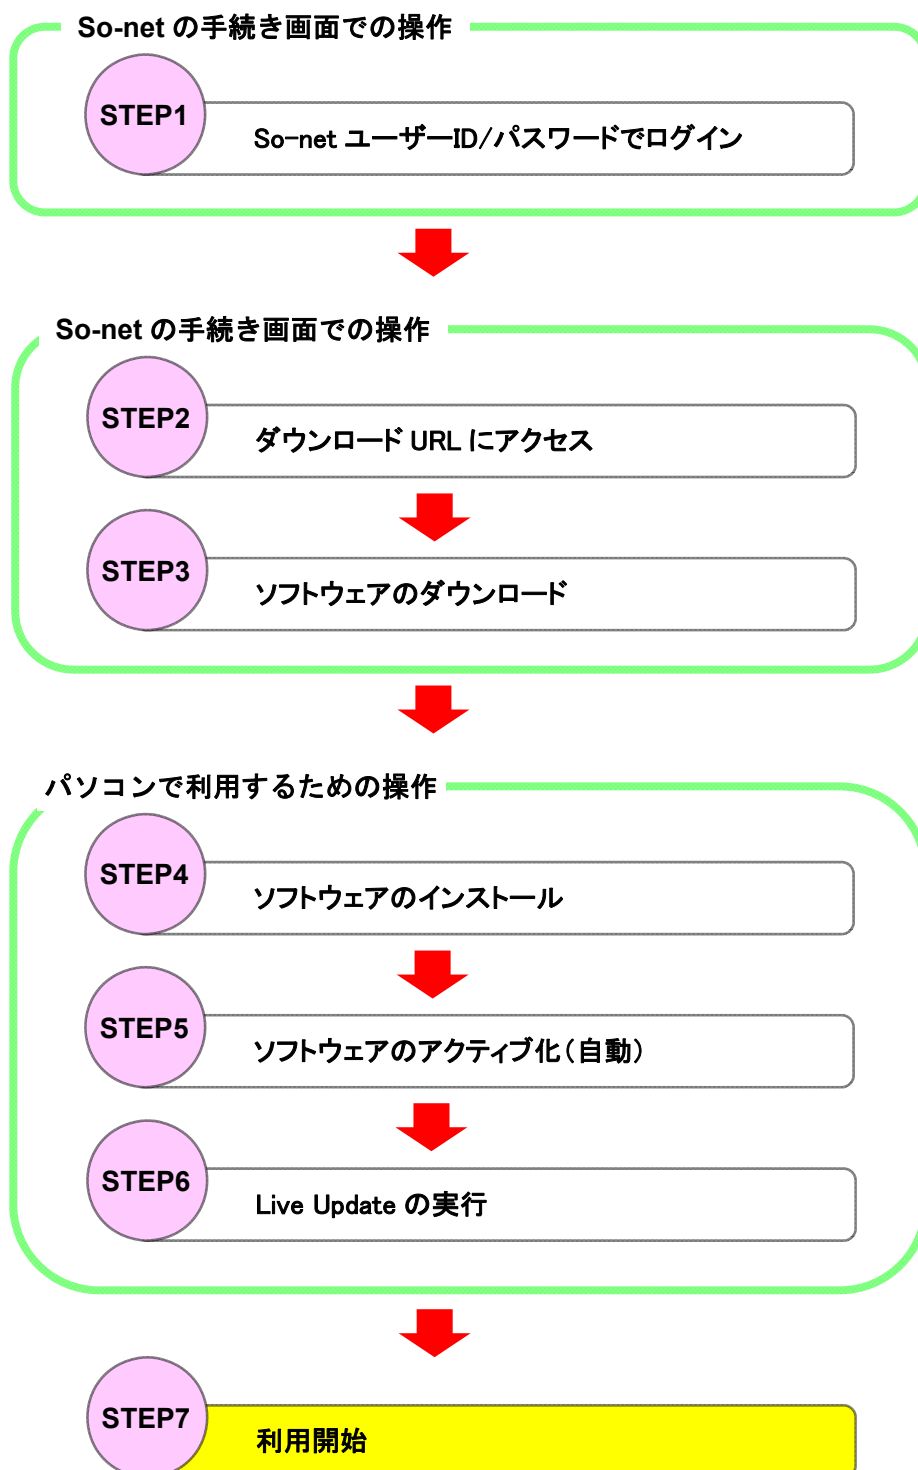 So-net の手続き画面での操作
STEP1
So-net ユーザーID/パスワードでログイン
So-net の手続き画面での操作
STEP2
ダウンロード URL にアクセス
STEP3
ソフトウェアのダウンロード
パソコンで利用するための操作
STEP4
ソフトウェアのインストール
STEP5
ソフトウェアのアクティブ化（自動）
STEP6
Live Update の実行
STEP7
利用開始